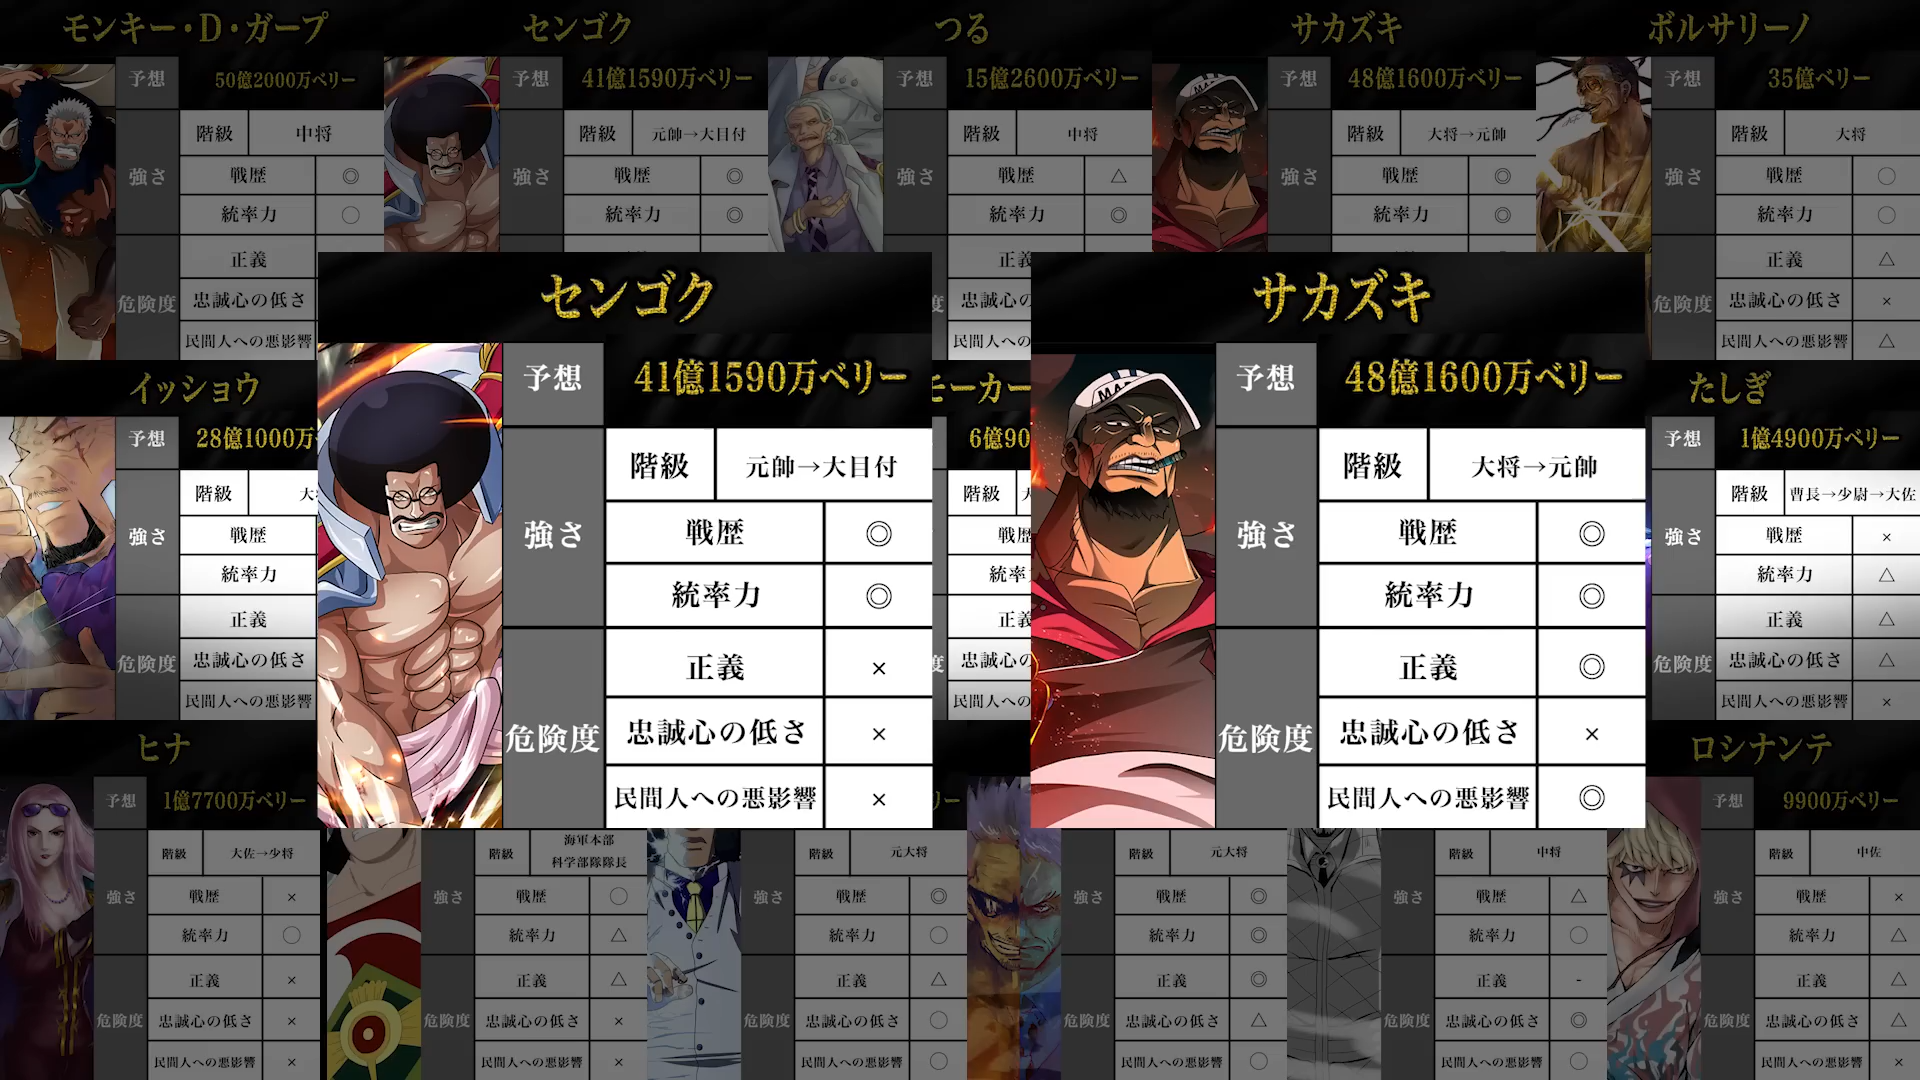 モンキー・D・ガープ
予想
50億2000万ベリー
強さ
階級
中将
戦歴
◎
統率力
○
危険度
正義
忠誠心の低さ
民間人への悪影響
センゴク
予想
41億1590万ベリー
強さ
階級
元帥→大目付
戦歴
◎
統率力
◎
つる
予想
15億2600万ベリー
強さ
階級
中将
戦歴
△
統率力
◎
サカズキ
予想
48億1600万ベリー
強さ
階級
大将→元帥
戦歴
◎
統率力
◎
ボルサリーノ
予想
35億ベリー
強さ
階級
大将
戦歴
○
統率力
○
危険度
正義
△
忠誠心の低さ
×
民間人への悪影響
△
センゴク
予想
41億1590万ベリー
強さ
階級
元帥→大目付
戦歴
◎
統率力
◎
危険度
正義
×
忠誠心の低さ
×
民間人への悪影響
×
サカズキ
予想
48億1600万ベリー
強さ
階級
大将→元帥
戦歴
◎
統率力
◎
危険度
正義
◎
忠誠心の低さ
×
民間人への悪影響
◎
イッショウ
予想
28億1000万
強さ
階級
戦歴
統率力
危険度
正義
忠誠心の低さ
民間人への悪影響
モーカー
6億90
階級
たしぎ
予想
1億4900万ベリー
強さ
階級
曹長→少尉→大佐
戦歴
×
統率力
△
危険度
正義
△
忠誠心の低さ
△
民間人への悪影響
×
ヒナ
予想
1億7700万ベリー
強さ
階級
大佐→少将
戦歴
×
統率力
○
危険度
正義
×
忠誠心の低さ
×
民間人への悪影響
×
強さ
階級
海軍本部
科学部隊隊長
戦歴
○
統率力
△
危険度
正義
△
忠誠心の低さ
×
民間人への悪影響
×
強さ
階級
元大将
戦歴
◎
統率力
○
危険度
正義
△
忠誠心の低さ
○
民間人への悪影響
○
強さ
階級
元大将
戦歴
◎
統率力
◎
危険度
正義
◎
忠誠心の低さ
△
民間人への悪影響
○
強さ
階級
中将
戦歴
△
統率力
○
危険度
正義
-
忠誠心の低さ
◎
民間人への悪影響
○
ロシナンテ
予想
9900万ベリー
強さ
階級
中佐
戦歴
×
統率力
△
危険度
正義
△
忠誠心の低さ
△
民間人への悪影響
×